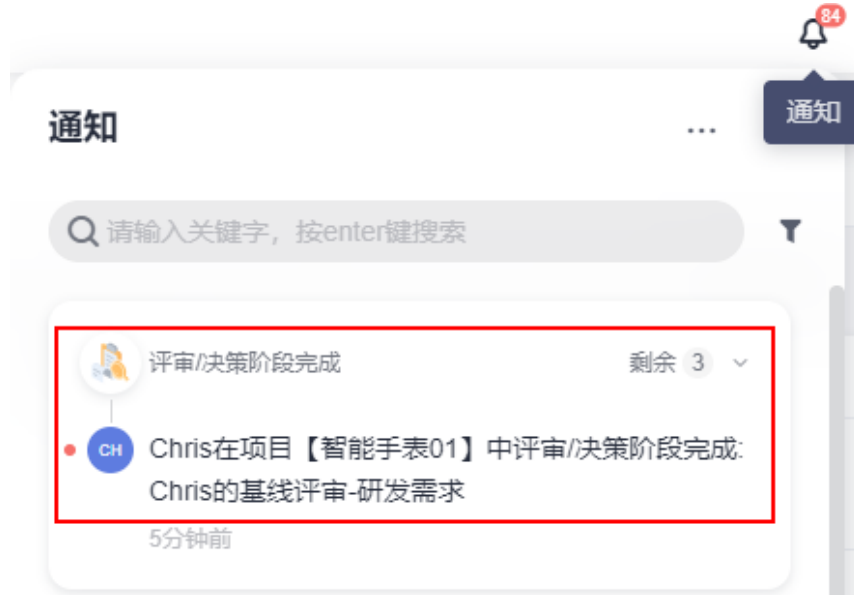 84
通知
通知
...
请输入关键字，按enter键搜索
评审/决策阶段完成 剩余 3
CH
Chris在项目【智能手表01】中评审/决策阶段完成:
Chris的基线评审-研发需求
5分钟前